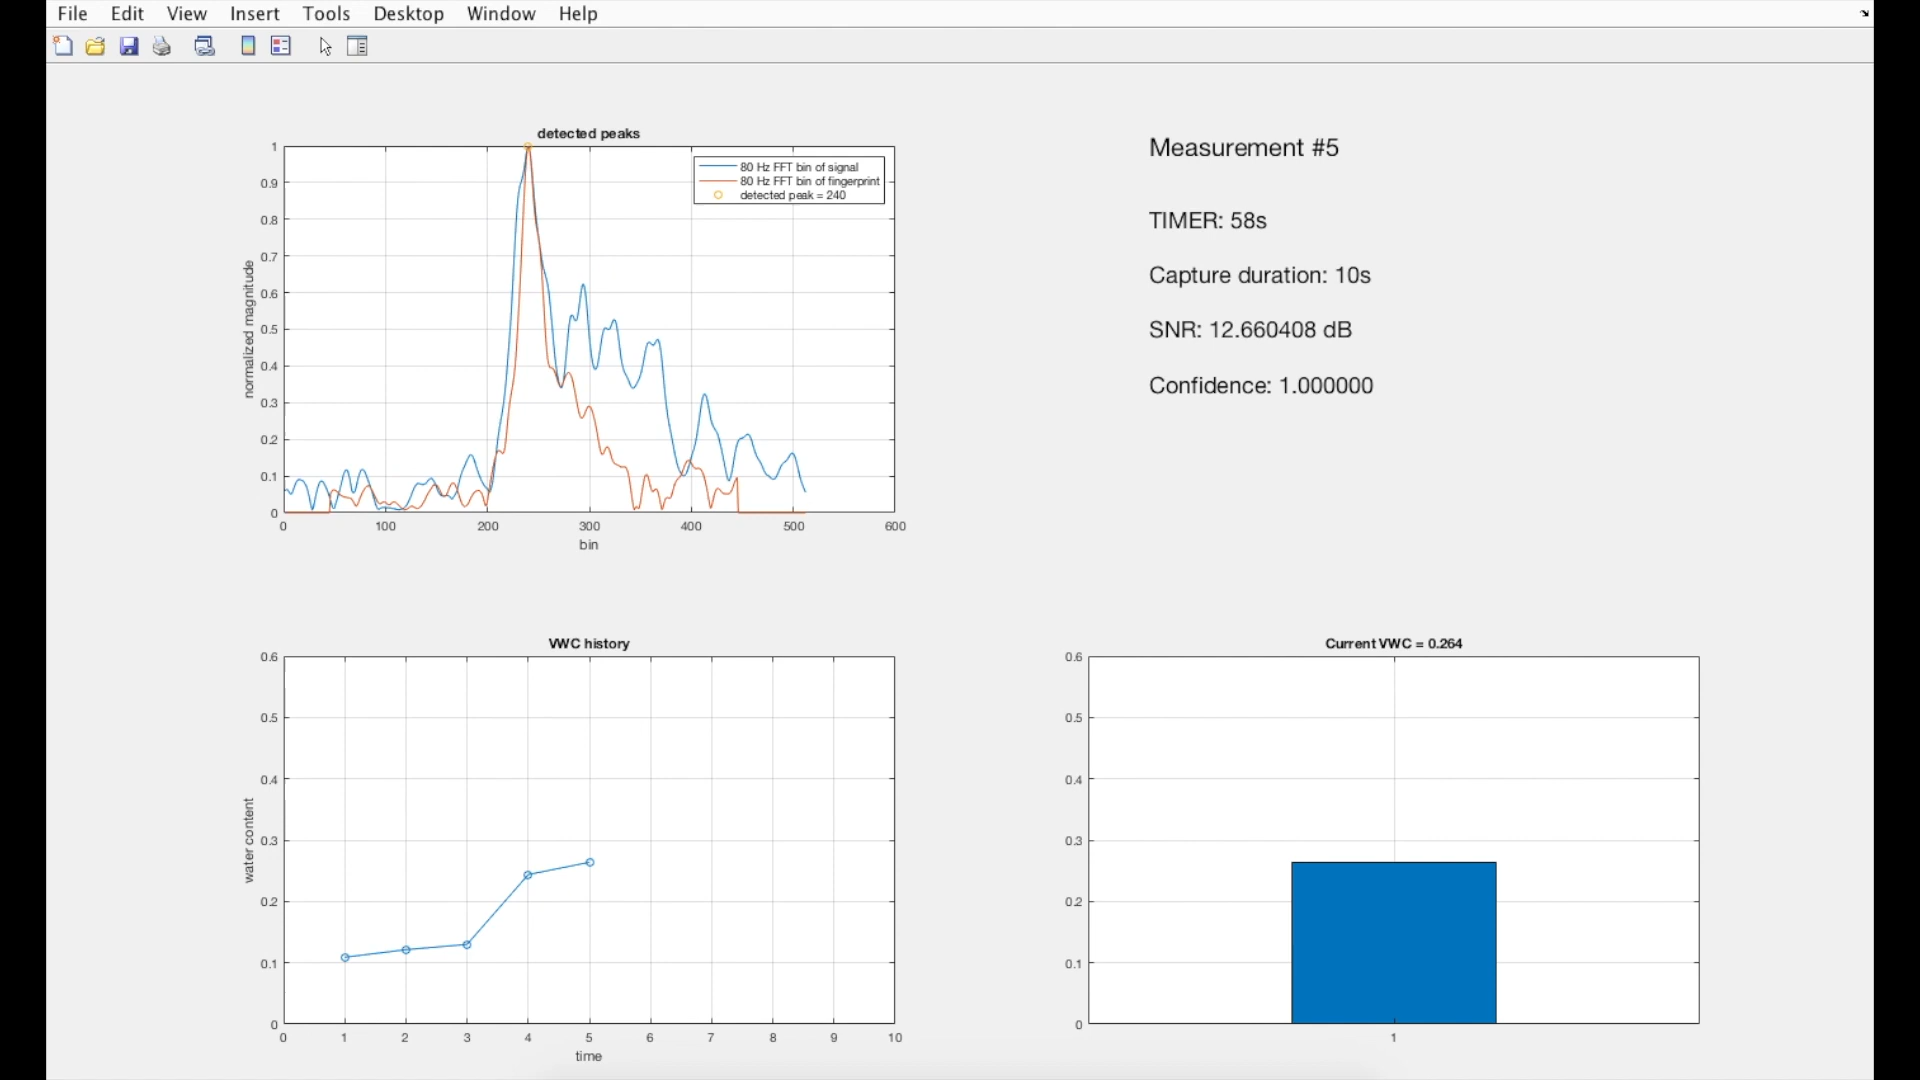 File Edit View Insert Tools Desktop Window Help
detected peaks
80 Hz FFT bin of signal
80 Hz FFT bin of fingerprint
detected peak = 240
normalized magnitude
1
0.9
0.8
0.7
0.6
0.5
0.4
0.3
0.2
0.1
0
0 100 200 300 400 500 600
bin
Measurement #5
TIMER: 58s
Capture duration: 10s
SNR: 12.660408 dB
Confidence: 1.000000
VWC history
water content
0.6
0.5
0.4
0.3
0.2
0.1
0
0 1 2 3 4 5 6 7 8 9 10
time
Current VWC = 0.264
0.6
0.5
0.4
0.3
0.2
0.1
0
1